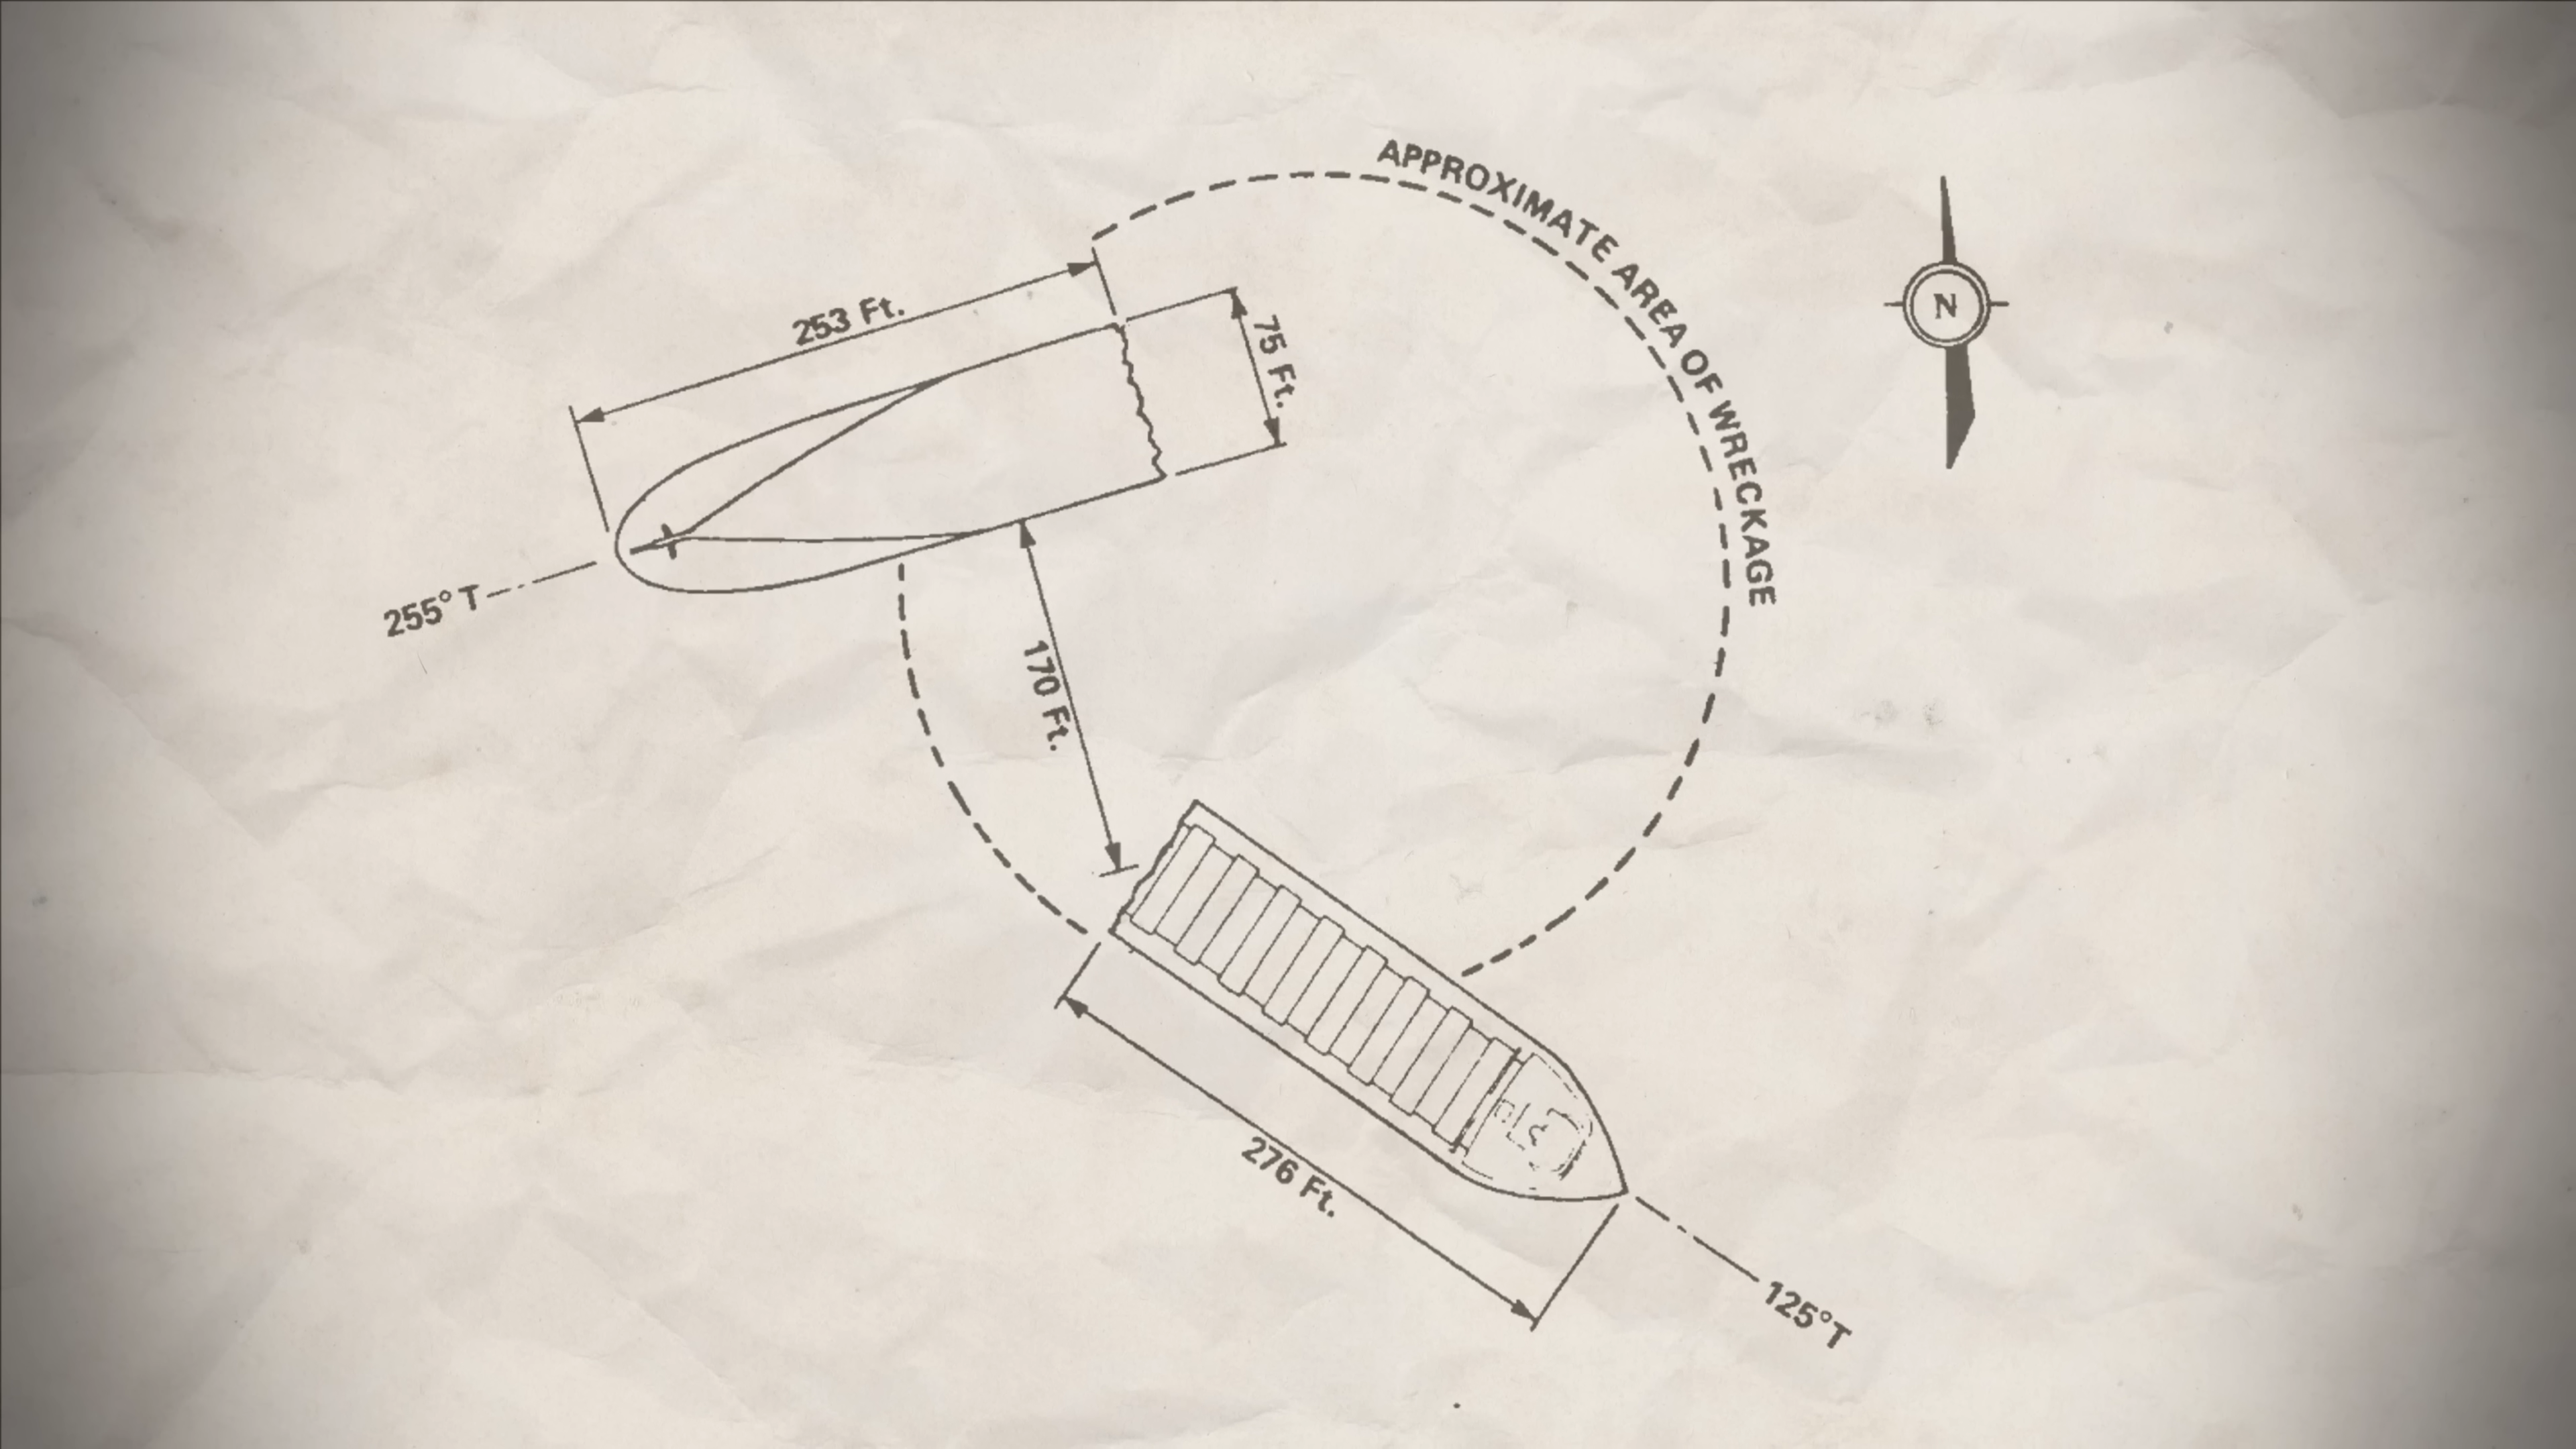 APPROXIMATE AREA OF WRECKAGE
N
253 Ft.
75 Ft.
255° T
170 Ft.
276 Ft.
125°T